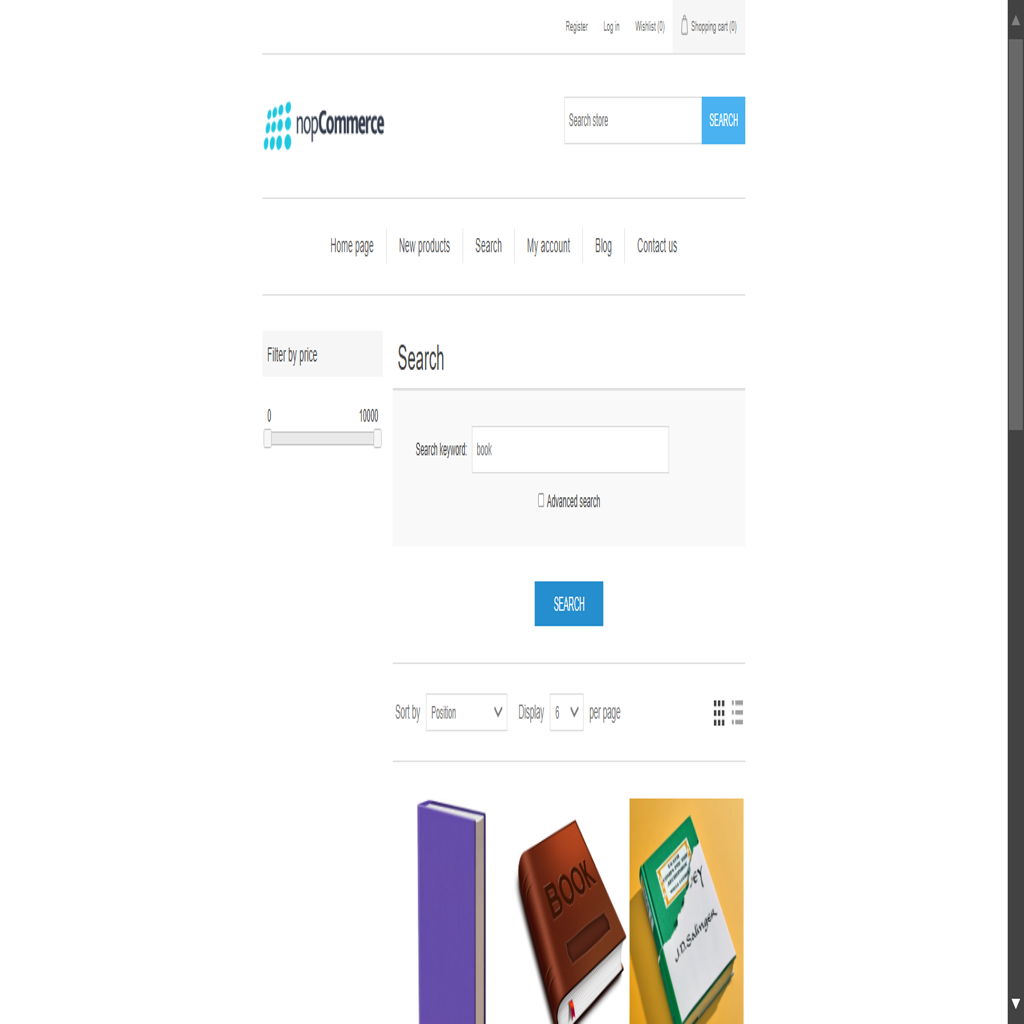 Register Log in Wishlist (0) Shopping cart (0)
nopCommerce
Search store SEARCH
Home page New products Search My account Blog Contact us
Filter by price
0 10000
Search
Search keyword: book
Advanced search
SEARCH
Sort by Position Display 6 per page
BOOK
J.D. Salinger